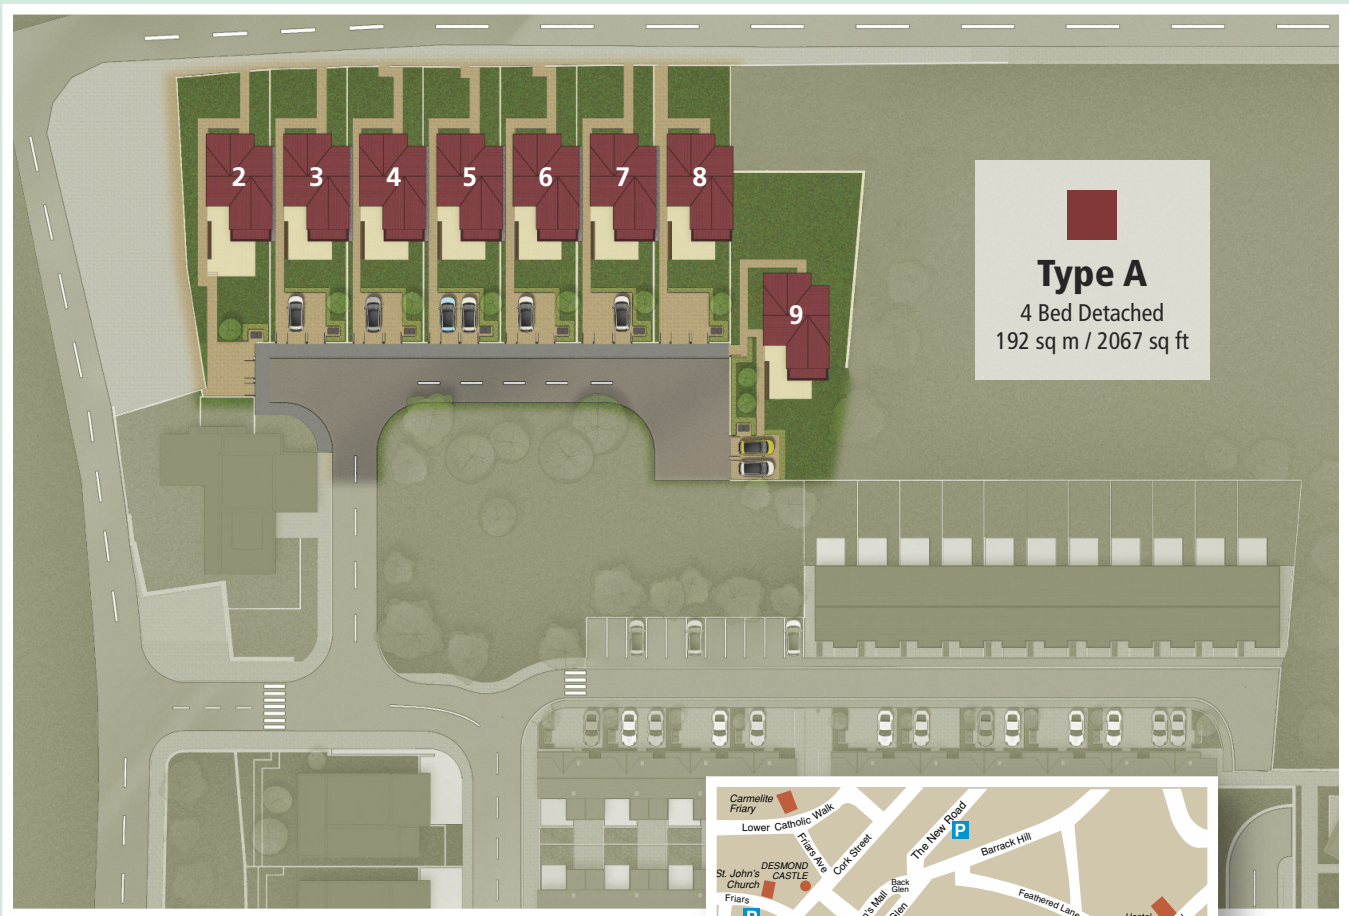 2
3
4
5
6
7
8
9
Type A
4 Bed Detached
192 sq m / 2067 sq ft
Carmelite
Friary
Lower Catholic Walk
Friars Ave
Cork Street
The New Road
P
Barrack Hill
DESMOND
CASTLE
St. John's
Church
Friars
Back
Glen
Feathered Lane